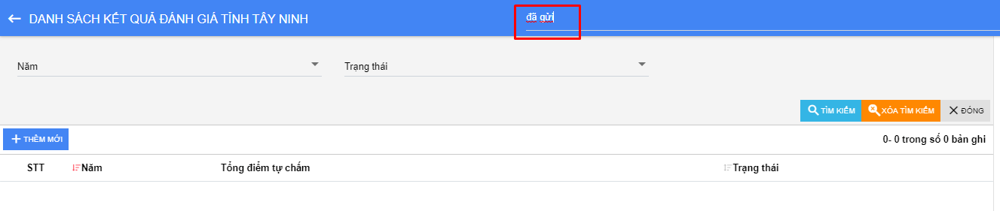 DANH SÁCH KẾT QUẢ ĐÁNH GIÁ TỈNH TÂY NINH
đã gửi
Năm
Trạng thái
TÌM KIẾM
XÓA TÌM KIẾM
ĐÓNG
THÊM MỚI
0- 0 trong số 0 bản ghi
STT
Năm
Tổng điểm tự chấm
Trạng thái